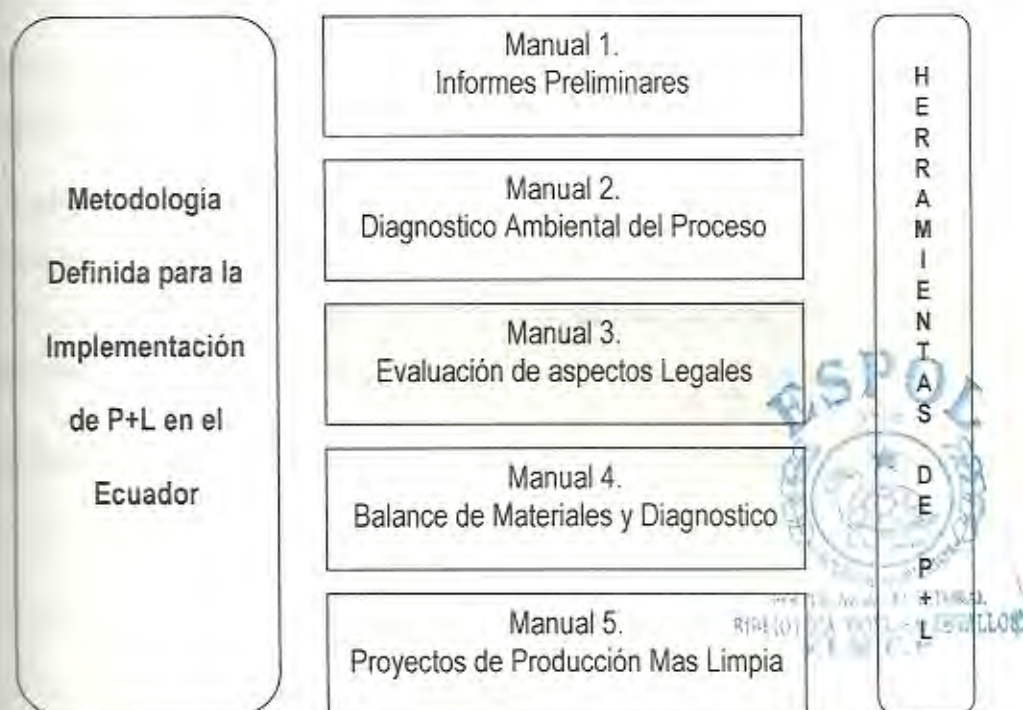 Metodología
Definida para la
Implementación
de P+L en el
Ecuador
Manual 1.
Informes Preliminares
Manual 2.
Diagnostico Ambiental del Proceso
Manual 3.
Evaluación de aspectos Legales
Manual 4.
Balance de Materiales y Diagnostico
Manual 5.
Proyectos de Producción Mas Limpia
HERRAMIENTAS DE P+L
ESPOL